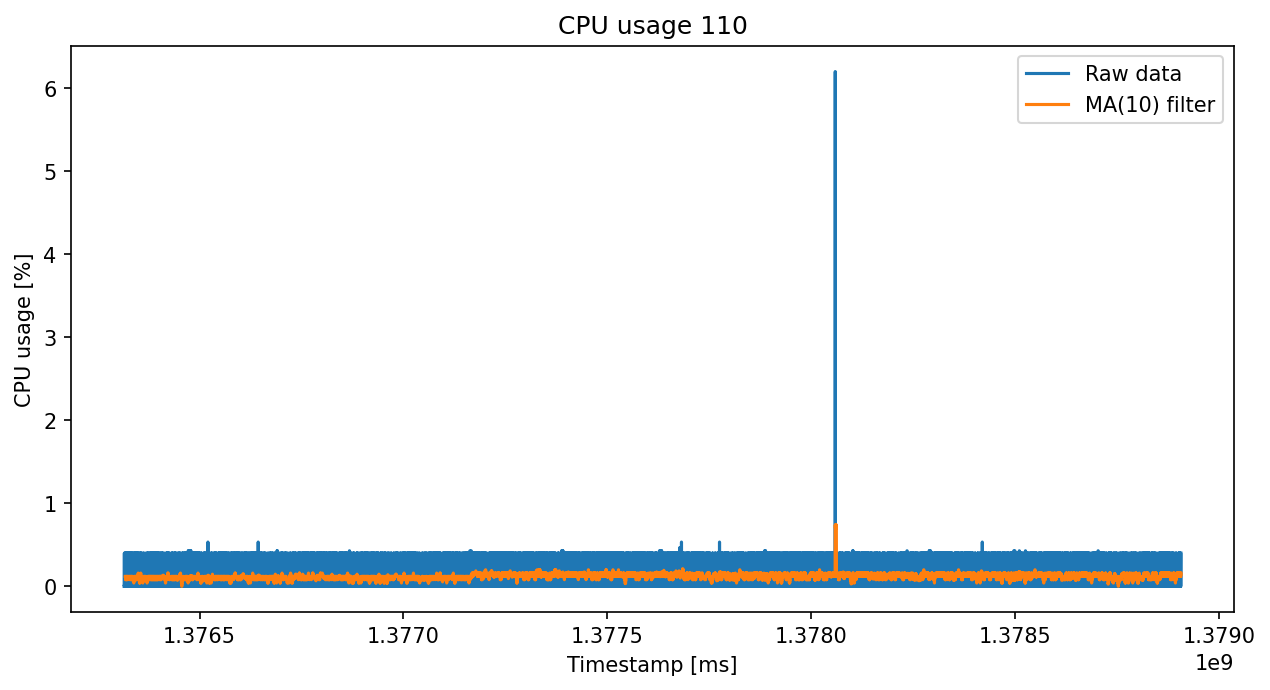 CPU usage 110
Raw data
MA(10) filter
CPU usage [%]
6
5
4
3
2
1
0
1.3765 1.3770 1.3775 1.3780 1.3785 1.3790
1e9
Timestamp [ms]